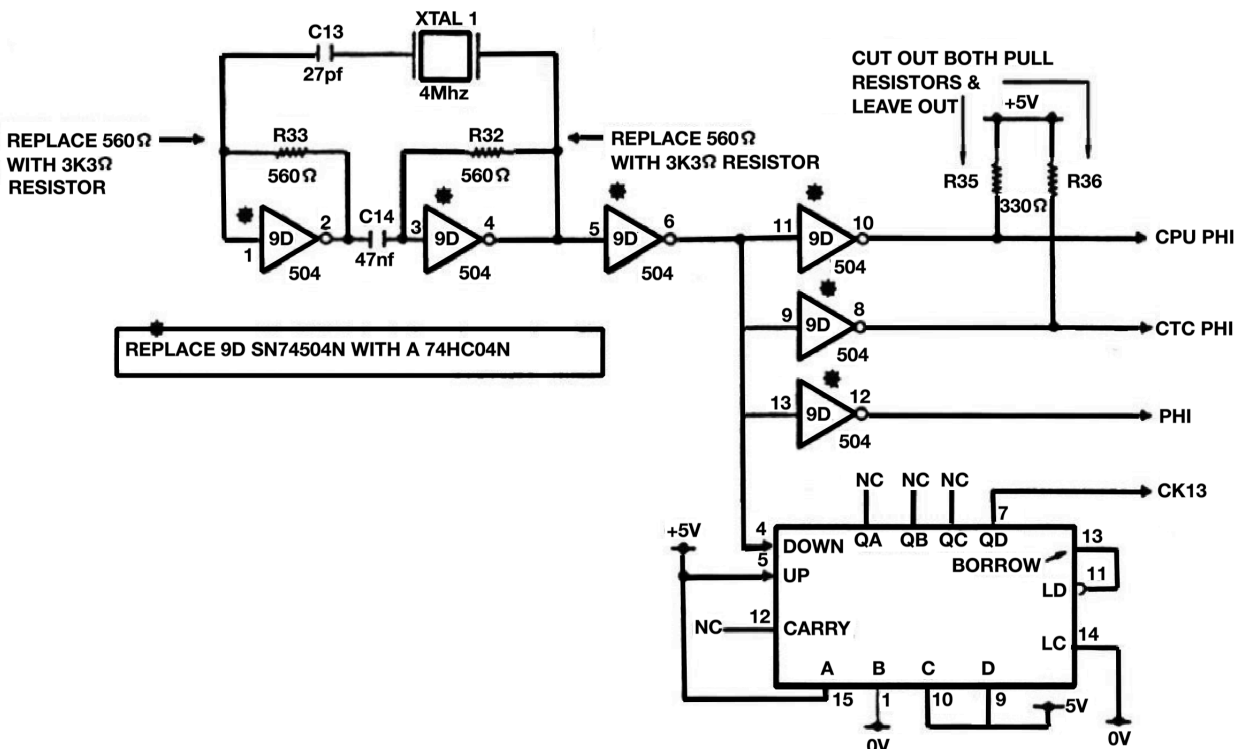 C13
27pf
XTAL 1
4Mhz
CUT OUT BOTH PULL
RESISTORS &
LEAVE OUT
+5V
REPLACE 560Ω
WITH 3K3Ω
RESISTOR
R33
560Ω
R32
560Ω
REPLACE 560Ω
WITH 3K3Ω RESISTOR
R35
R36
330Ω
1
9D
2
504
C14
47nf
3
9D
4
504
5
9D
6
504
11
9D
10
504
CPU PHI
9
9D
8
504
CTC PHI
13
9D
12
504
PHI
REPLACE 9D SN74504N WITH A 74HC04N
NC
NC
NC
7
CK13
+5V
4
DOWN
5
UP
12
NC
CARRY
QA
QB
QC
QD
BORROW
13
LD
11
LC
14
A
B
C
D
15
1
10
9
0V
5V
0V